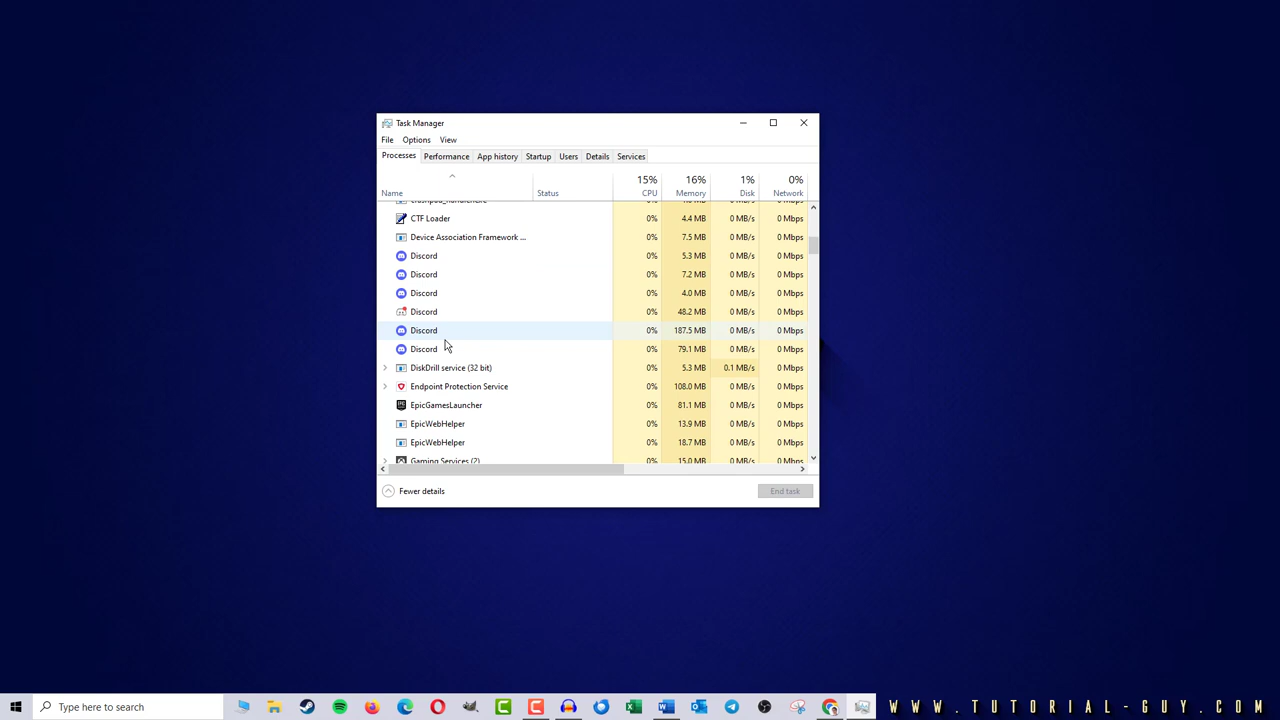 Task Manager
File Options View
Processes Performance App history Startup Users Details Services
15% 16% 1% 0%
Name Status CPU Memory Disk Network
CTF Loader 0% 4.4 MB 0 MB/s 0 Mbps
Device Association Framework ... 0% 7.5 MB 0 MB/s 0 Mbps
Discord 0% 5.3 MB 0 MB/s 0 Mbps
Discord 0% 7.2 MB 0 MB/s 0 Mbps
Discord 0% 4.0 MB 0 MB/s 0 Mbps
Discord 0% 48.2 MB 0 MB/s 0 Mbps
Discord 0% 187.5 MB 0 MB/s 0 Mbps
Discord 0% 79.1 MB 0 MB/s 0 Mbps
DiskDrill service (32 bit) 0% 5.3 MB 0.1 MB/s 0 Mbps
Endpoint Protection Service 0% 108.0 MB 0 MB/s 0 Mbps
EpicGamesLauncher 0% 81.1 MB 0 MB/s 0 Mbps
EpicWebHelper 0% 13.9 MB 0 MB/s 0 Mbps
EpicWebHelper 0% 18.7 MB 0 MB/s 0 Mbps
Gaming Services (2) 0% 15.0 MB 0 MB/s 0 Mbps
Fewer details End task
Type here to search
WWW.TUTORIAL-GUY.COM